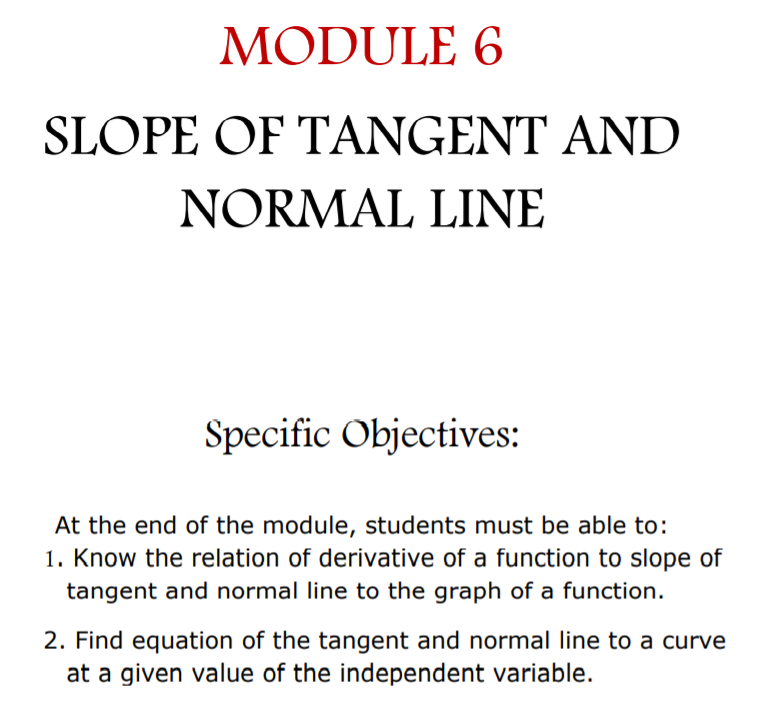 MODULE 6
SLOPE OF TANGENT AND
NORMAL LINE
Specific Objectives:
At the end of the module, students must be able to:
1. Know the relation of derivative of a function to slope of
tangent and normal line to the graph of a function.
2. Find equation of the tangent and normal line to a curve
at a given value of the independent variable.